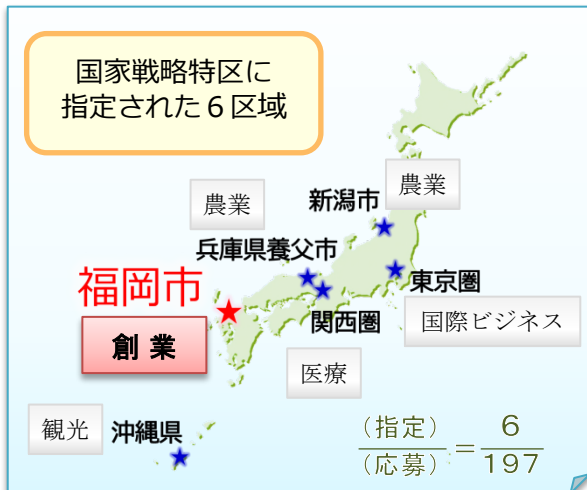 国家戦略特区に
指定された６区域
農業
新潟市
農業
兵庫県養父市
福岡市
東京圏
関西圏
国際ビジネス
創業
医療
観光
沖縄県
(指定)
(応募)
=
6
197